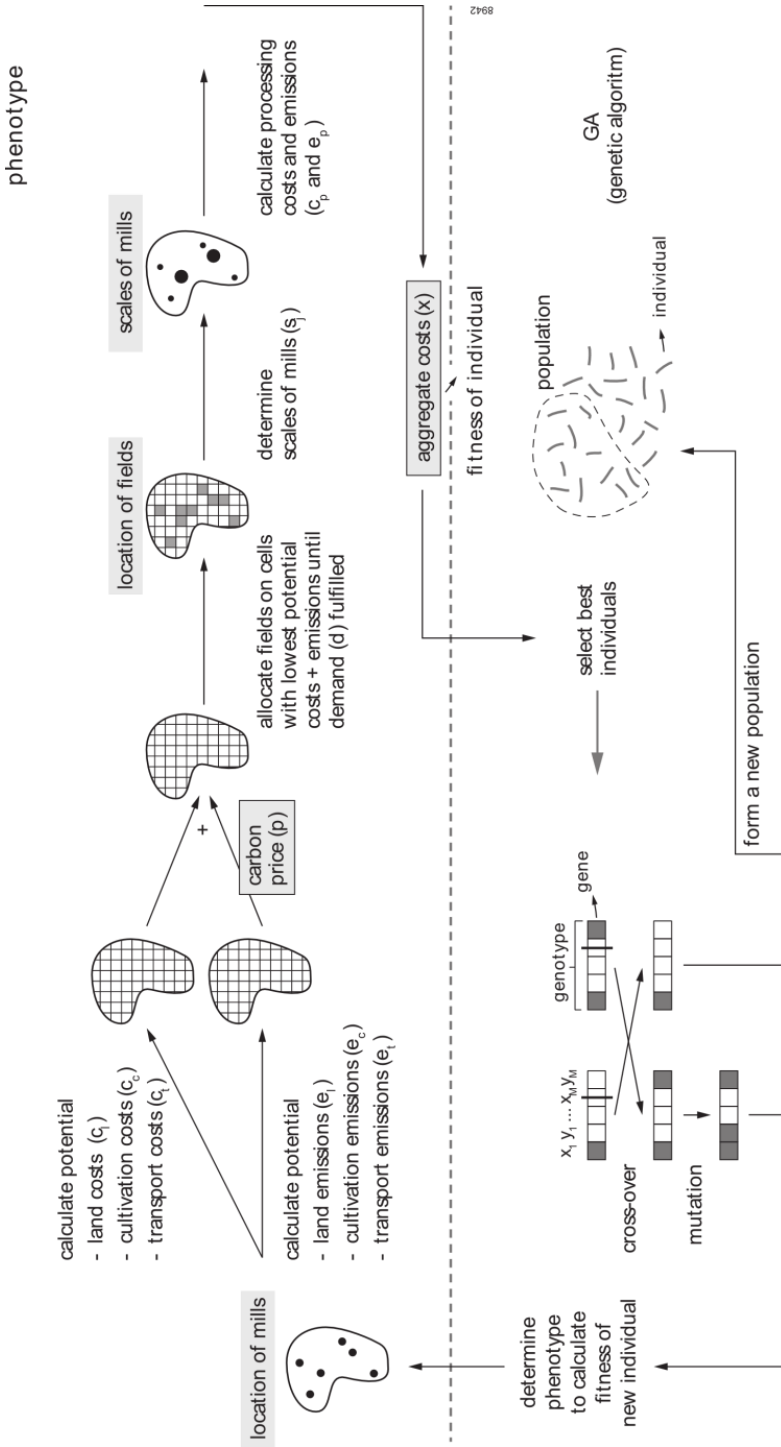 phenotype
location of mills
calculate potential
- land costs (c_l)
- cultivation costs (c_c)
- transport costs (c_t)
calculate potential
- land emissions (e_l)
- cultivation emissions (e_c)
- transport emissions (e_t)
+
carbon
price (p)
allocate fields on cells
with lowest potential
costs + emissions until
demand (d) fulfilled
location of fields
determine
scales of mills (s_j)
scales of mills
calculate processing
costs and emissions
(c_p and e_p)
aggregate costs (x)
fitness of individual
8942
GA
(genetic algoritm)
population
individual
select best
individuals
genotype
gene
x_1 y_1 ... x_M y_M
cross-over
mutation
form a new population
determine
phenotype
to calculate
fitness of
new individual